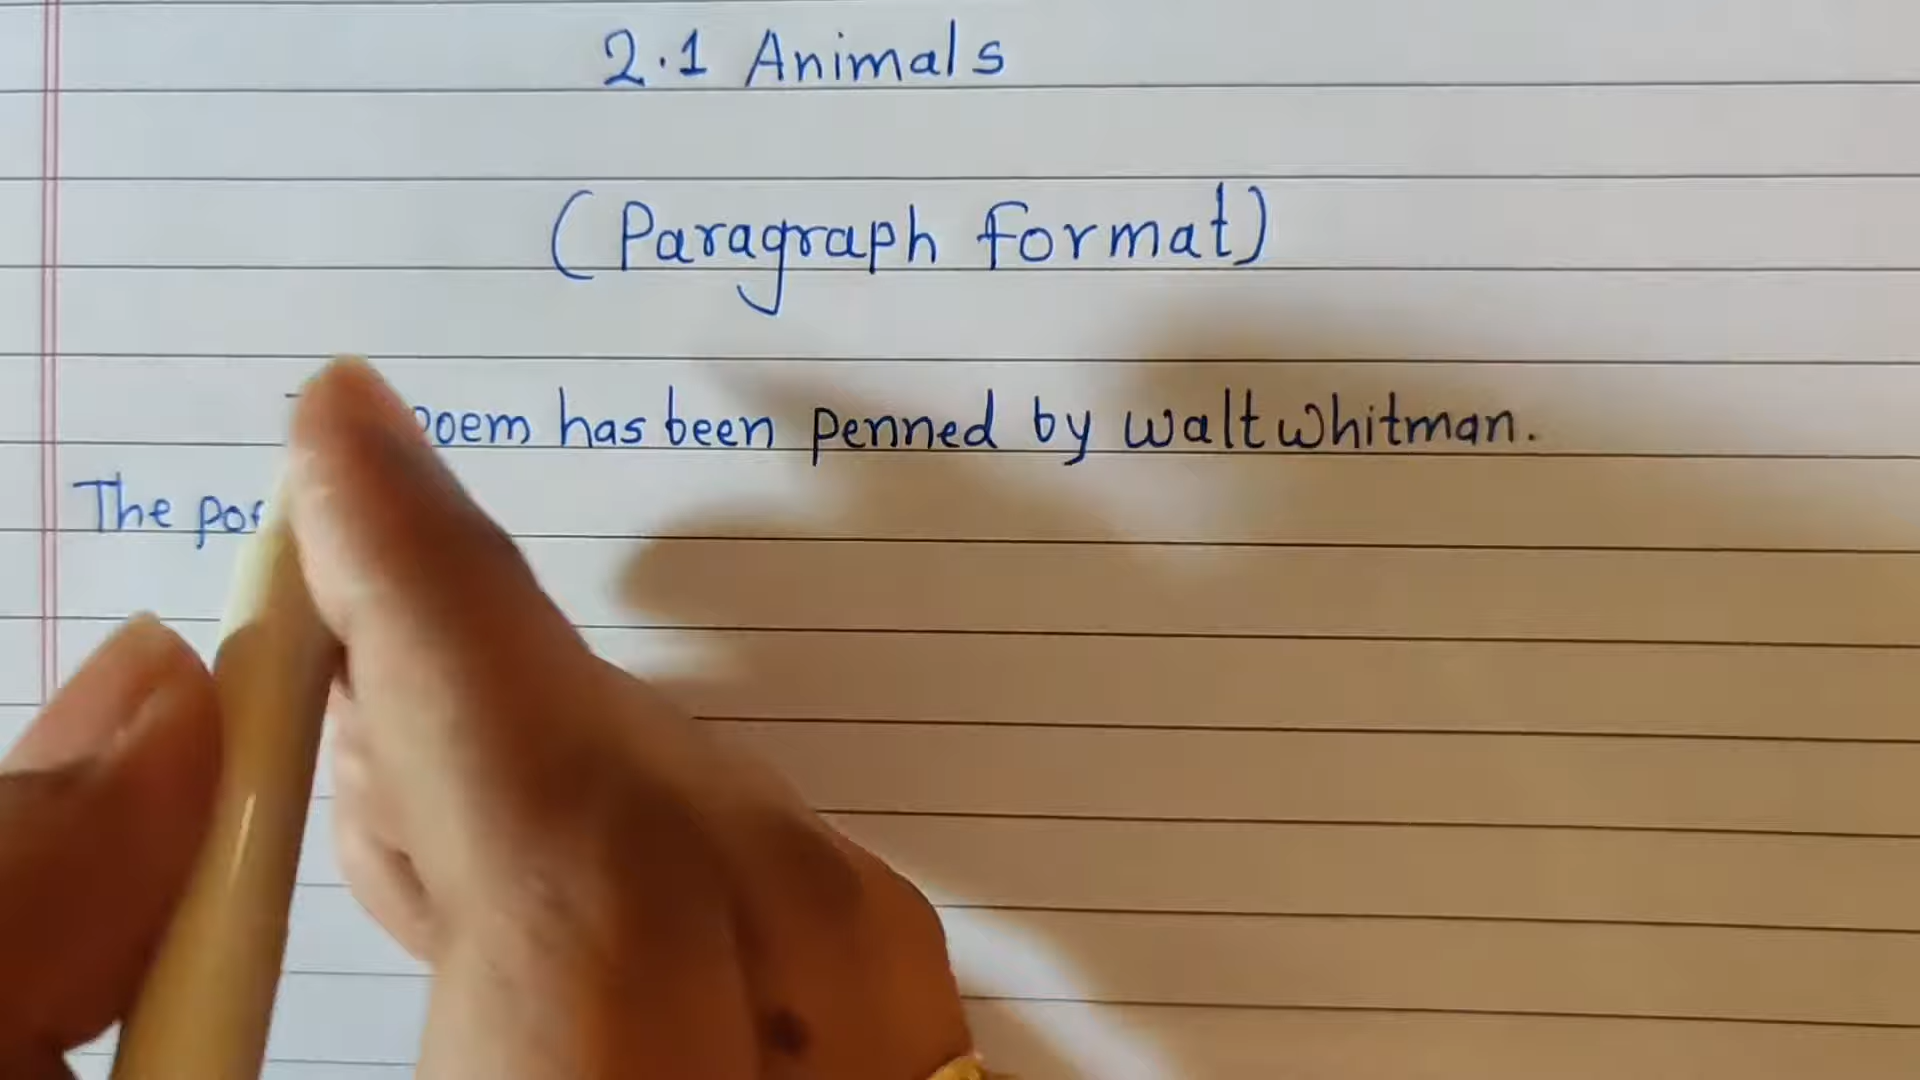 2.1 Animals
(Paragraph format)
poem has been penned by walt whitman.
The